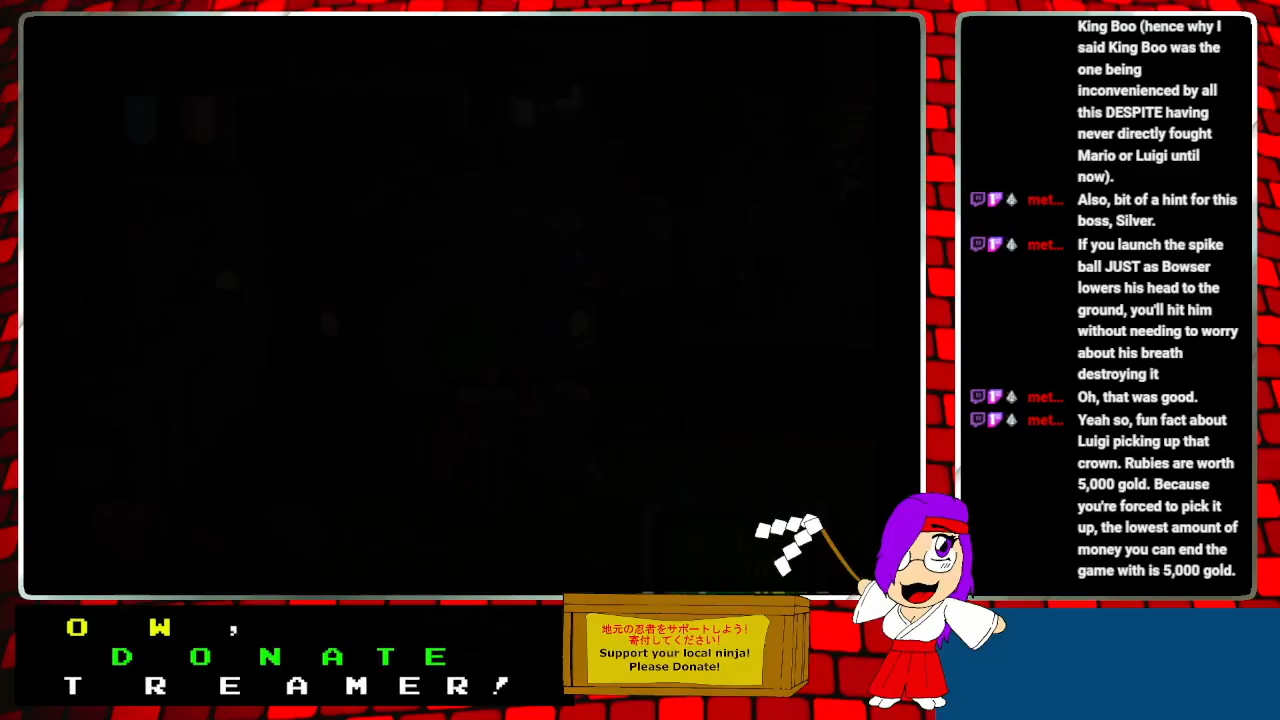 King Boo (hence why I
said King Boo was the
one being
inconvenienced by all
this DESPITE having
never directly fought
Mario or Luigi until
now).
met... Also, bit of a hint for this
boss, Silver.
met... If you launch the spike
ball JUST as Bowser
lowers his head to the
ground, you'll hit him
without needing to worry
about his breath
destroying it
met... Oh, that was good.
met... Yeah so, fun fact about
Luigi picking up that
crown. Rubies are worth
5,000 gold. Because
you're forced to pick it
up, the lowest amount of
money you can end the
game with is 5,000 gold.
OW,
DONATE
TREAMER!
地元の忍者をサポートしよう!
寄付してください!
Support your local ninja!
Please Donate!